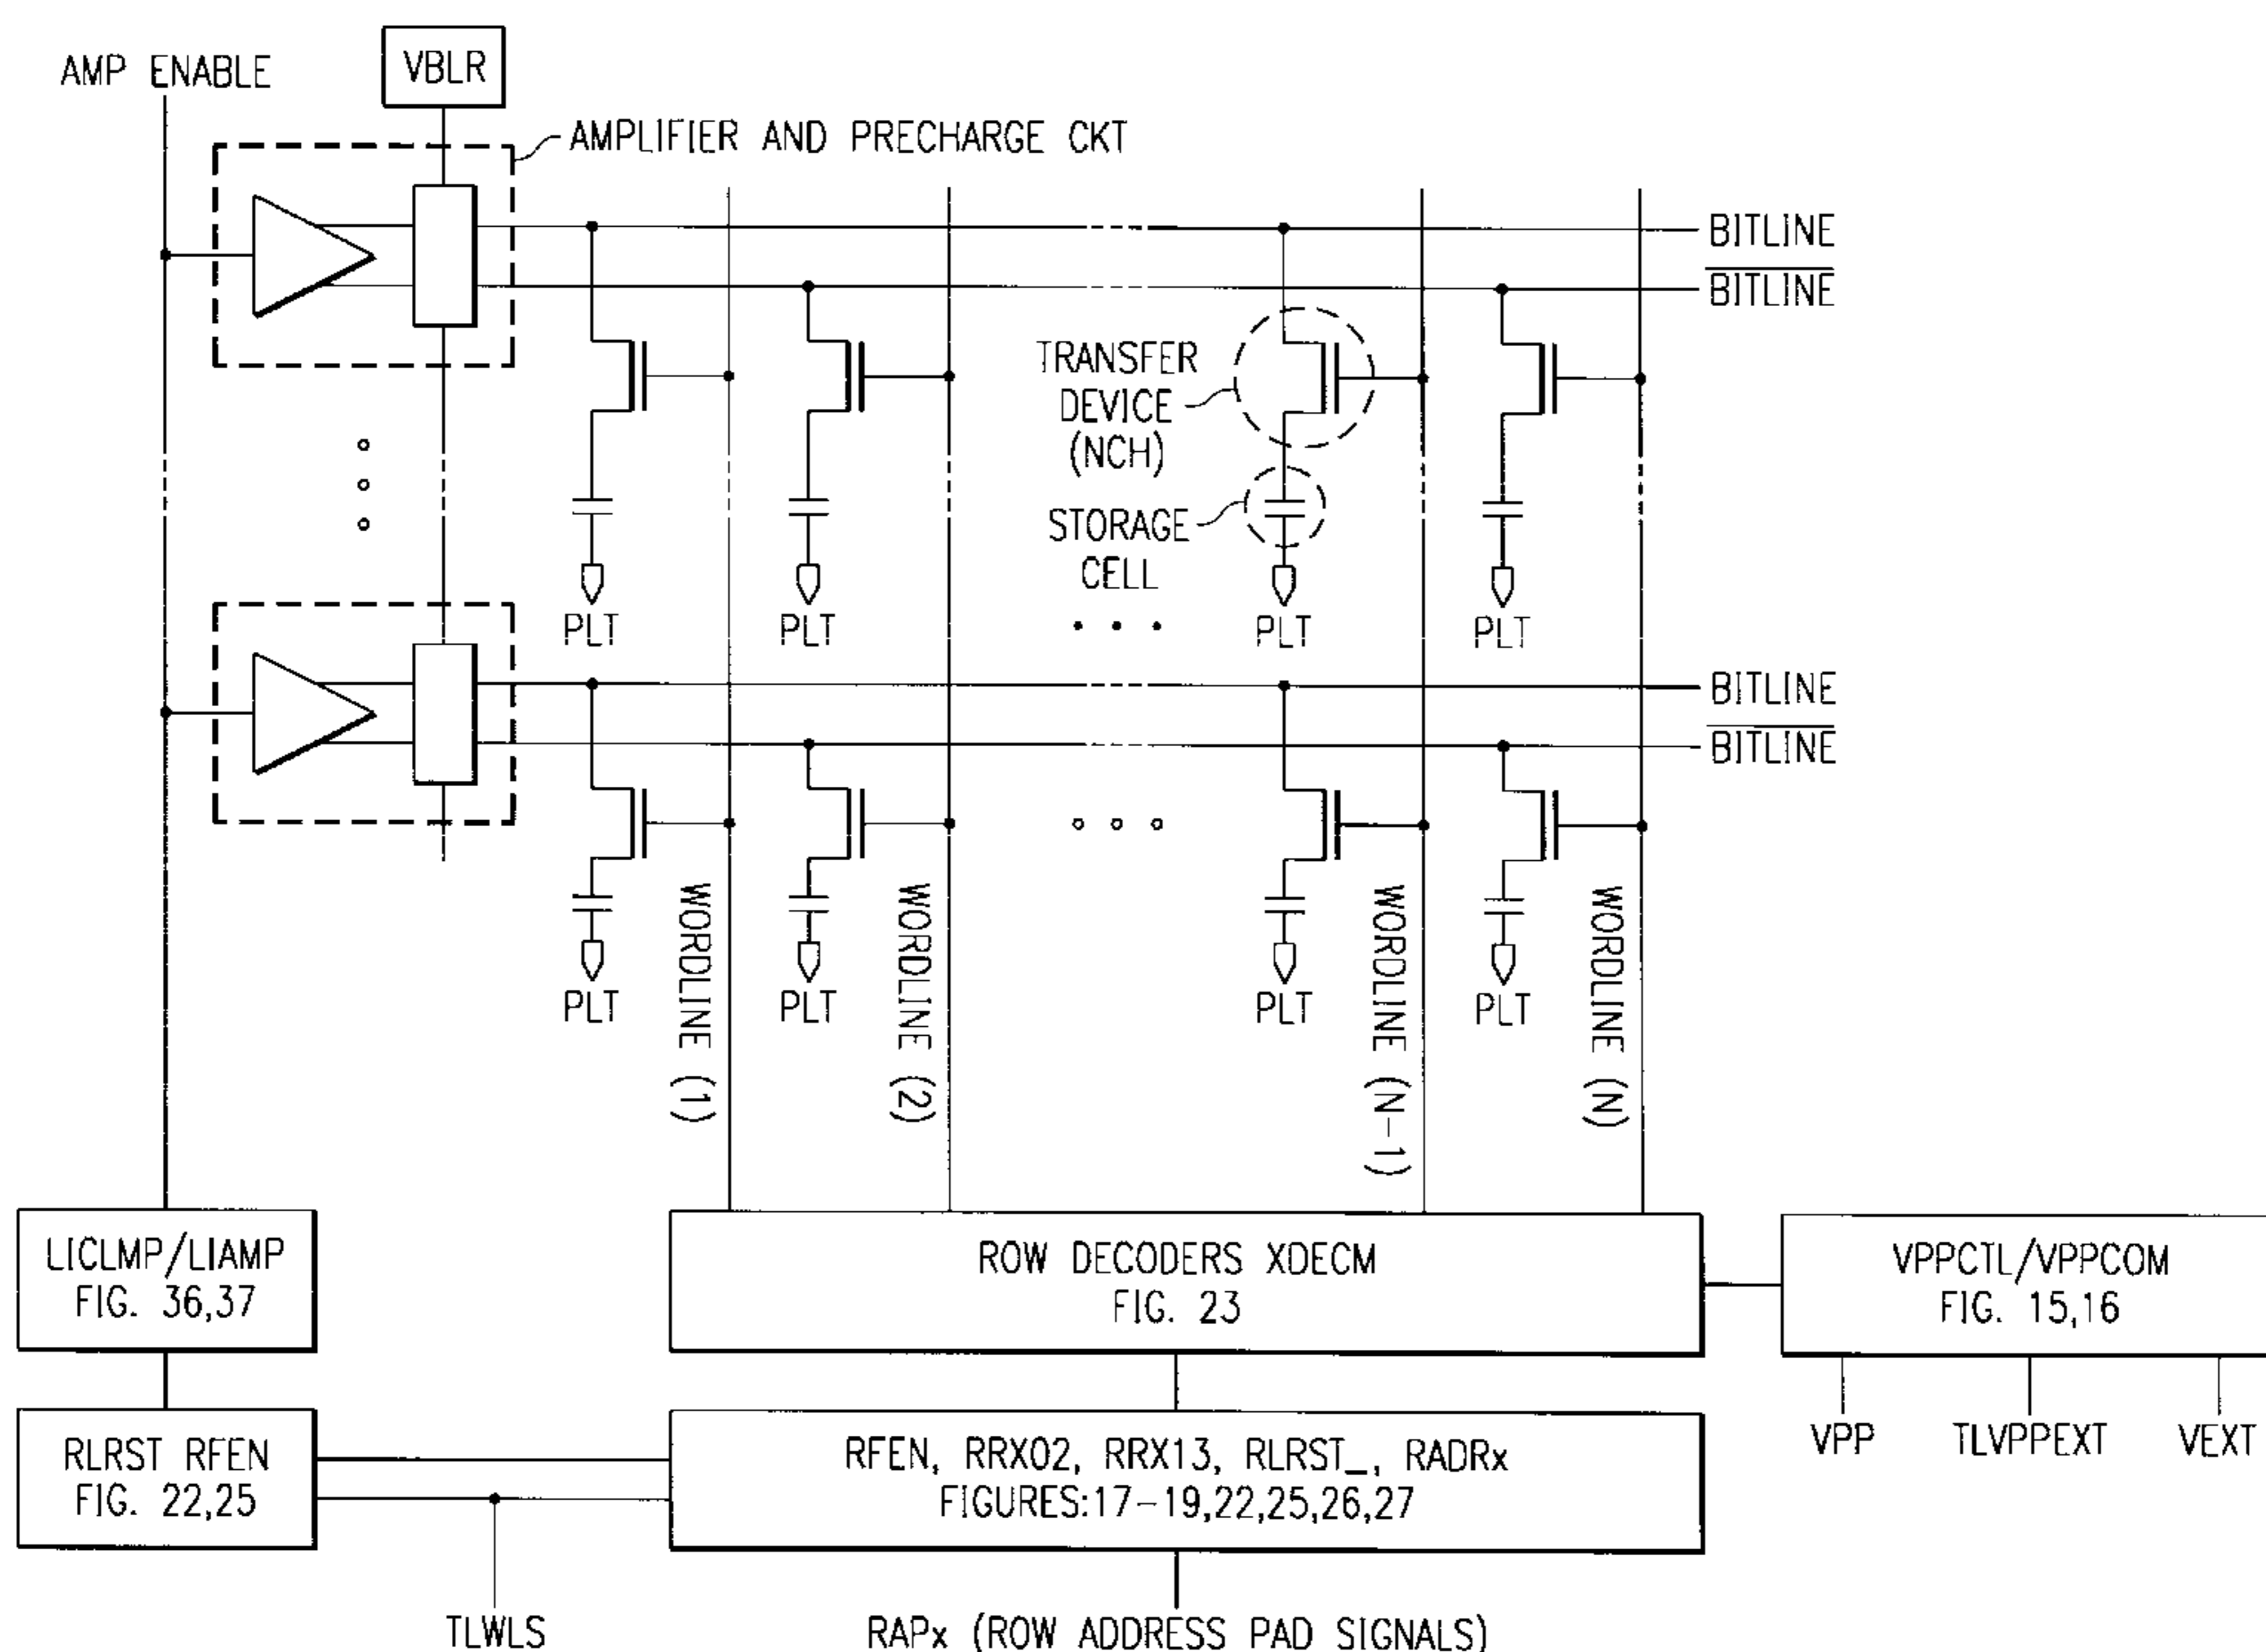 AMP ENABLE
VBLR
AMPLIFIER AND PRECHARGE CKT
BITLINE
BITLINE
TRANSFER
DEVICE
(NCH)
STORAGE
CELL
PLT
PLT
PLT
PLT
BITLINE
BITLINE
PLT
PLT
PLT
PLT
WORDLINE (1)
WORDLINE (2)
WORDLINE (N-1)
WORDLINE (N)
LICLMP/LIAMP
FIG. 36,37
ROW DECODERS XDECM
FIG. 23
VPPCTL/VPPCOM
FIG. 15,16
RLRST RFEN
FIG. 22,25
RFEN, RRX02, RRX13, RLRST_, RADRx
FIGURES:17-19,22,25,26,27
VPP
TLVPPEXT
VEXT
TLWLS
RAPx (ROW ADDRESS PAD SIGNALS)